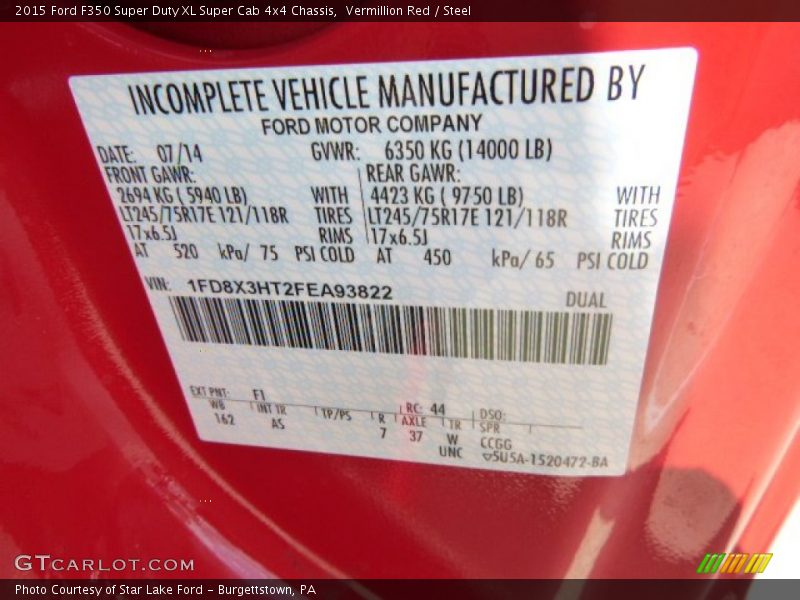 2015 Ford F350 Super Duty XL Super Cab 4x4 Chassis,  Vermillion Red / Steel
INCOMPLETE VEHICLE MANUFACTURED BY
FORD MOTOR COMPANY
DATE: 07/14 GVWR: 6350 KG (14000 LB)
FRONT GAWR: REAR GAWR:
2694 KG ( 5940 LB) WITH 4423 KG ( 9750 LB) WITH
LT245/75R17E 121/118R TIRES LT245/75R17E 121/118R TIRES
17x6.5J RIMS 17x6.5J RIMS
AT 520 kPa/ 75 PSI COLD AT 450 kPa/ 65 PSI COLD
VIN: 1FD8X3HT2FEA93822 DUAL
EXT PNT: F1 RC: 44 DSO:
WB INT TR TP/PS R AXLE TR SPR
162 AS 7 37 W CCGG
UNC ▽5U5A-1520472-BA
GTCARLOT.COM
Photo Courtesy of Star Lake Ford - Burgettstown, PA